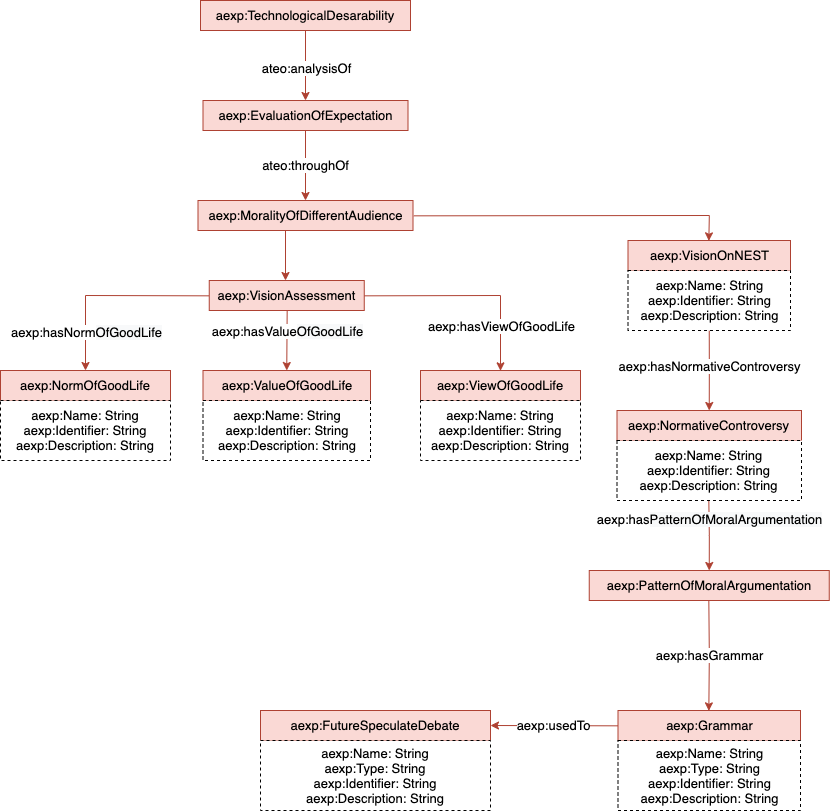 aexp:TechnologicalDesarability
ateo:analysisOf
aexp:EvaluationOfExpectation
ateo:throughOf
aexp:MoralityOfDifferentAudience
aexp:VisionOnNEST
aexp:Name: String
aexp:Identifier: String
aexp:Description: String
aexp:VisionAssessment
aexp:hasNormOfGoodLife
aexp:hasValueOfGoodLife
aexp:hasViewOfGoodLife
aexp:hasNormativeControversy
aexp:NormOfGoodLife
aexp:Name: String
aexp:Identifier: String
aexp:Description: String
aexp:ValueOfGoodLife
aexp:Name: String
aexp:Identifier: String
aexp:Description: String
aexp:ViewOfGoodLife
aexp:Name: String
aexp:Identifier: String
aexp:Description: String
aexp:NormativeControversy
aexp:Name: String
aexp:Identifier: String
aexp:Description: String
aexp:hasPatternOfMoralArgumentation
aexp:PatternOfMoralArgumentation
aexp:hasGrammar
aexp:FutureSpeculateDebate
aexp:Name: String
aexp:Type: String
aexp:Identifier: String
aexp:Description: String
aexp:usedTo
aexp:Grammar
aexp:Name: String
aexp:Type: String
aexp:Identifier: String
aexp:Description: String